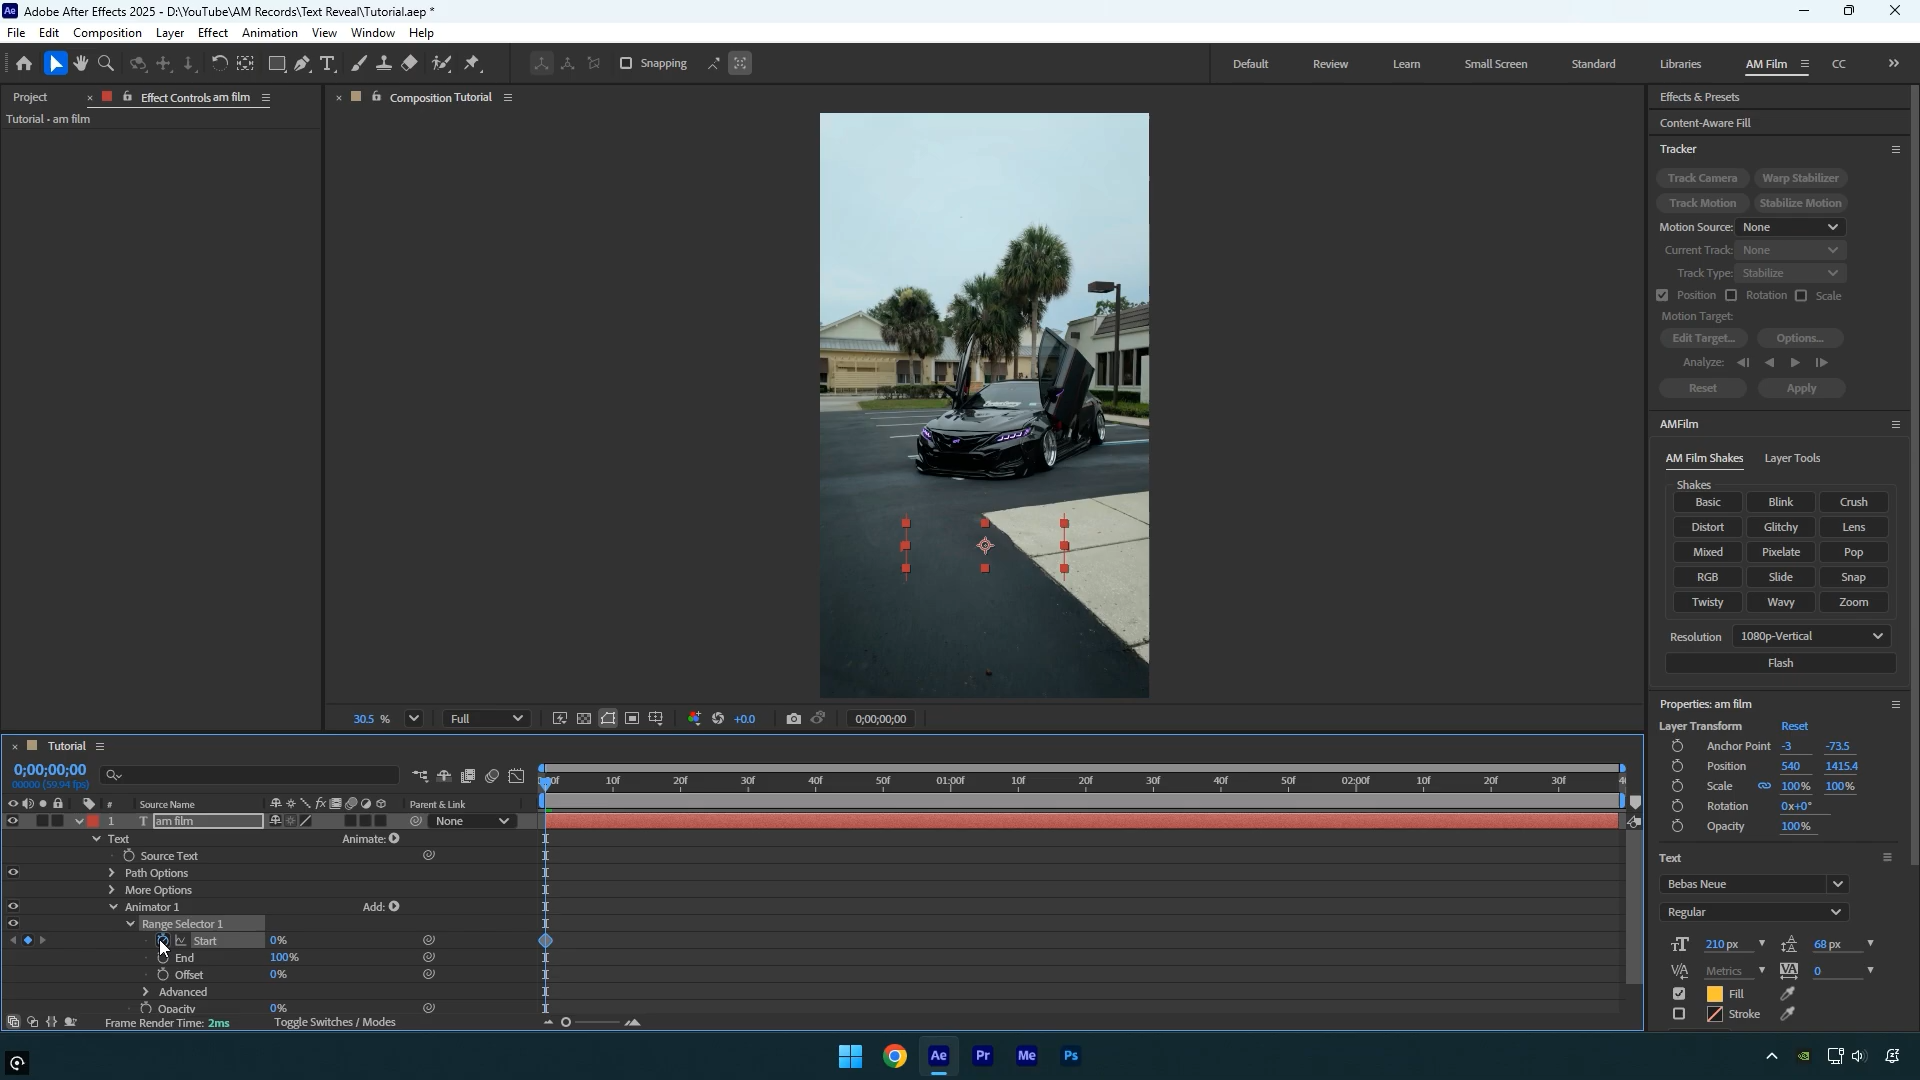 Adobe After Effects 2025 - D:\YouTube\AM Records\Text Reveal\Tutorial.aep *
File Edit Composition Layer Effect Animation View Window Help
Snapping
Default Review Learn Small Screen Standard Libraries AM Film CC
Project Effect Controls am film
Tutorial • am film
Composition Tutorial
Effects & Presets
Content-Aware Fill
Tracker
Track Camera Warp Stabilizer
Track Motion Stabilize Motion
Motion Source: None
Current Track: None
Track Type: Stabilize
Position Rotation Scale
Motion Target:
Edit Target... Options...
Analyze:
Reset Apply
AMFilm
AM Film Shakes Layer Tools
Shakes
Basic Blink Crush
Distort Glitchy Lens
Mixed Pixelate Pop
RGB Slide Snap
Twisty Wavy Zoom
Resolution 1080p-Vertical
Flash
Properties: am film
Layer Transform Reset
Anchor Point -3 -73.5
Position 540 1415.4
Scale 100% 100%
Rotation 0x+0°
Opacity 100%
Text
Bebas Neue
Regular
210 px 68 px
Metrics 0
Fill
Stroke
30.5 % Full +0.0 0;00;00;00
Tutorial
0;00;00;00
00000 (59.94 fps)
10f 20f 30f 40f 50f 01:00f 10f 20f 30f 40f 50f 02:00f 10f 20f 30f
# Source Name Parent & Link
1 T am film None
Text Animate:
Source Text
Path Options
More Options
Animator 1 Add:
Range Selector 1
Start 0%
End 100%
Offset 0%
Advanced
Opacity 0%
Frame Render Time: 2ms Toggle Switches / Modes
Ae Pr Me Ps